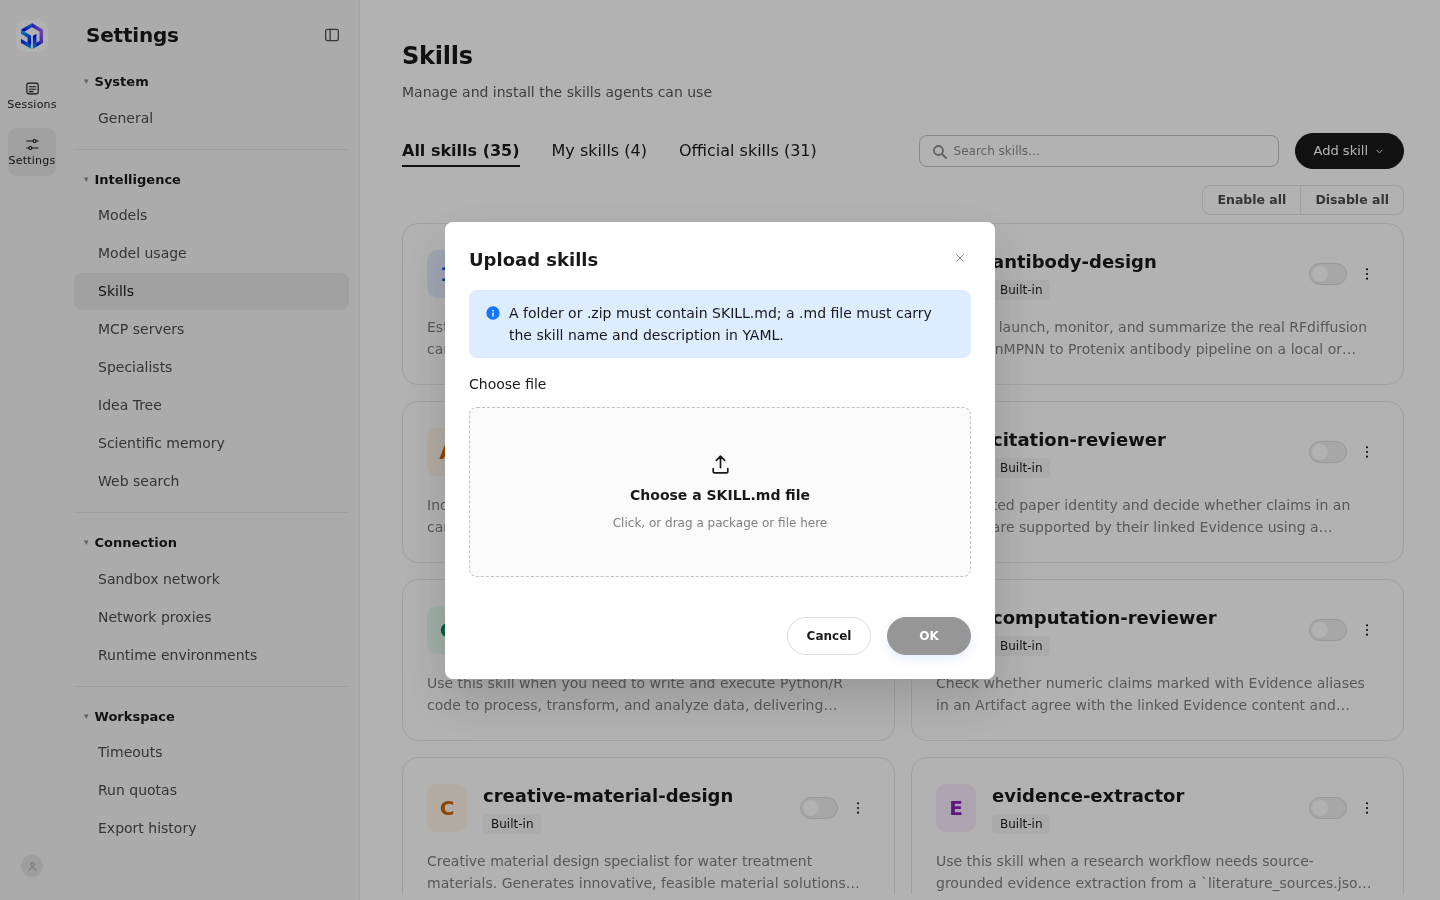 Settings
Sessions
Settings
System
General
Intelligence
Models
Model usage
Skills
MCP servers
Specialists
Idea Tree
Scientific memory
Web search
Connection
Sandbox network
Network proxies
Runtime environments
Workspace
Timeouts
Run quotas
Export history
Skills
Manage and install the skills agents can use
All skills (35)
My skills (4)
Official skills (31)
Search skills...
Add skill
Enable all
Disable all
antibody-design
Built-in
launch, monitor, and summarize the real RFdiffusion
nMPNN to Protenix antibody pipeline on a local or...
citation-reviewer
Built-in
paper identity and decide whether claims in an
are supported by their linked Evidence using a...
Use this skill when you need to write and execute Python/R
code to process, transform, and analyze data, delivering...
computation-reviewer
Built-in
Check whether numeric claims marked with Evidence aliases
in an Artifact agree with the linked Evidence content and...
C
creative-material-design
Built-in
Creative material design specialist for water treatment
materials. Generates innovative, feasible material solutions...
E
evidence-extractor
Built-in
Use this skill when a research workflow needs source-
grounded evidence extraction from a `literature_sources.jso...
Upload skills
A folder or .zip must contain SKILL.md; a .md file must carry
the skill name and description in YAML.
Choose file
Choose a SKILL.md file
Click, or drag a package or file here
Cancel
OK